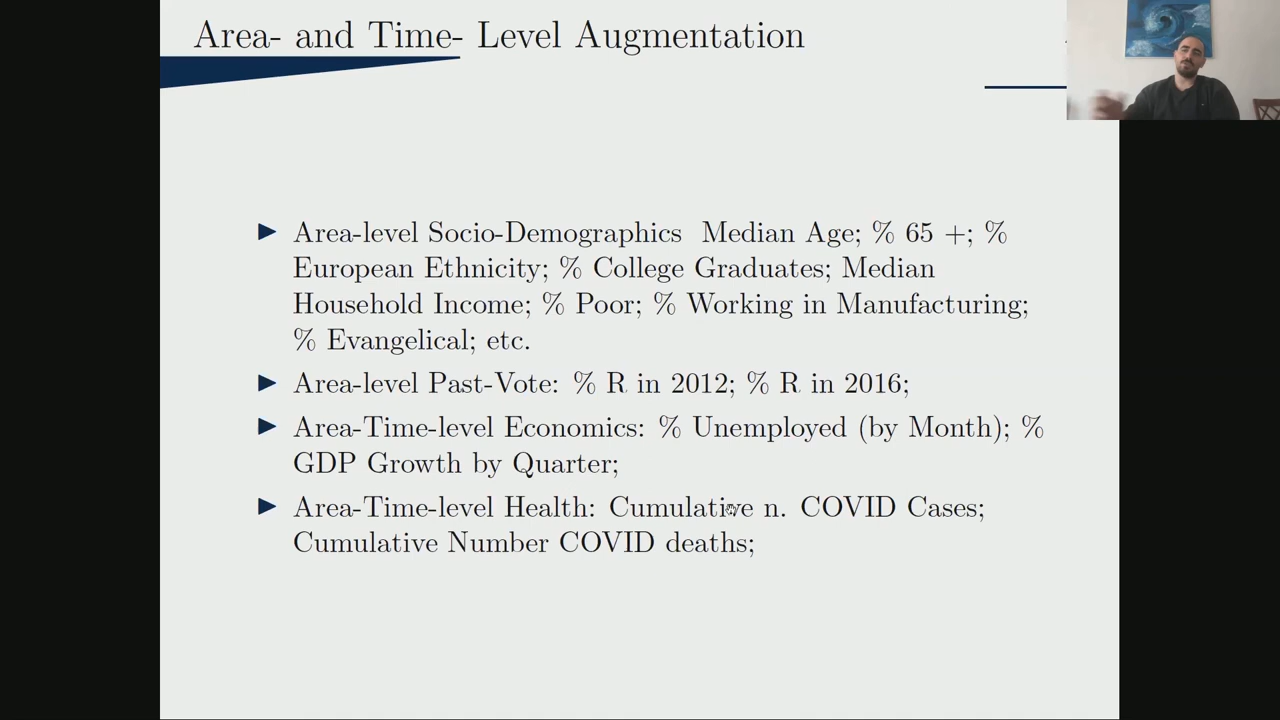 Area- and Time- Level Augmentation
▶ Area-level Socio-Demographics Median Age; % 65 +; %
European Ethnicity; % College Graduates; Median
Household Income; % Poor; % Working in Manufacturing;
% Evangelical; etc.
▶ Area-level Past-Vote: % R in 2012; % R in 2016;
▶ Area-Time-level Economics: % Unemployed (by Month); %
GDP Growth by Quarter;
▶ Area-Time-level Health: Cumulative n. COVID Cases;
Cumulative Number COVID deaths;